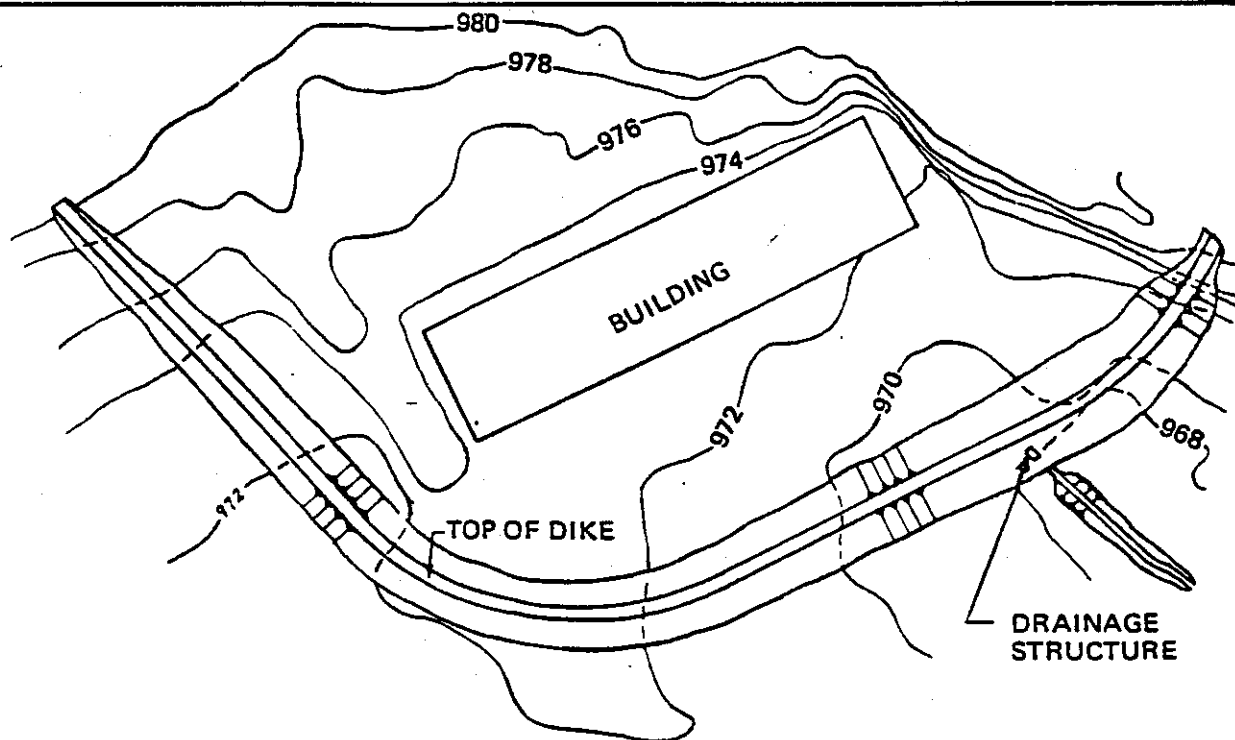 980
978
976
974
BUILDING
972
970
968
972
TOP OF DIKE
DRAINAGE
STRUCTURE